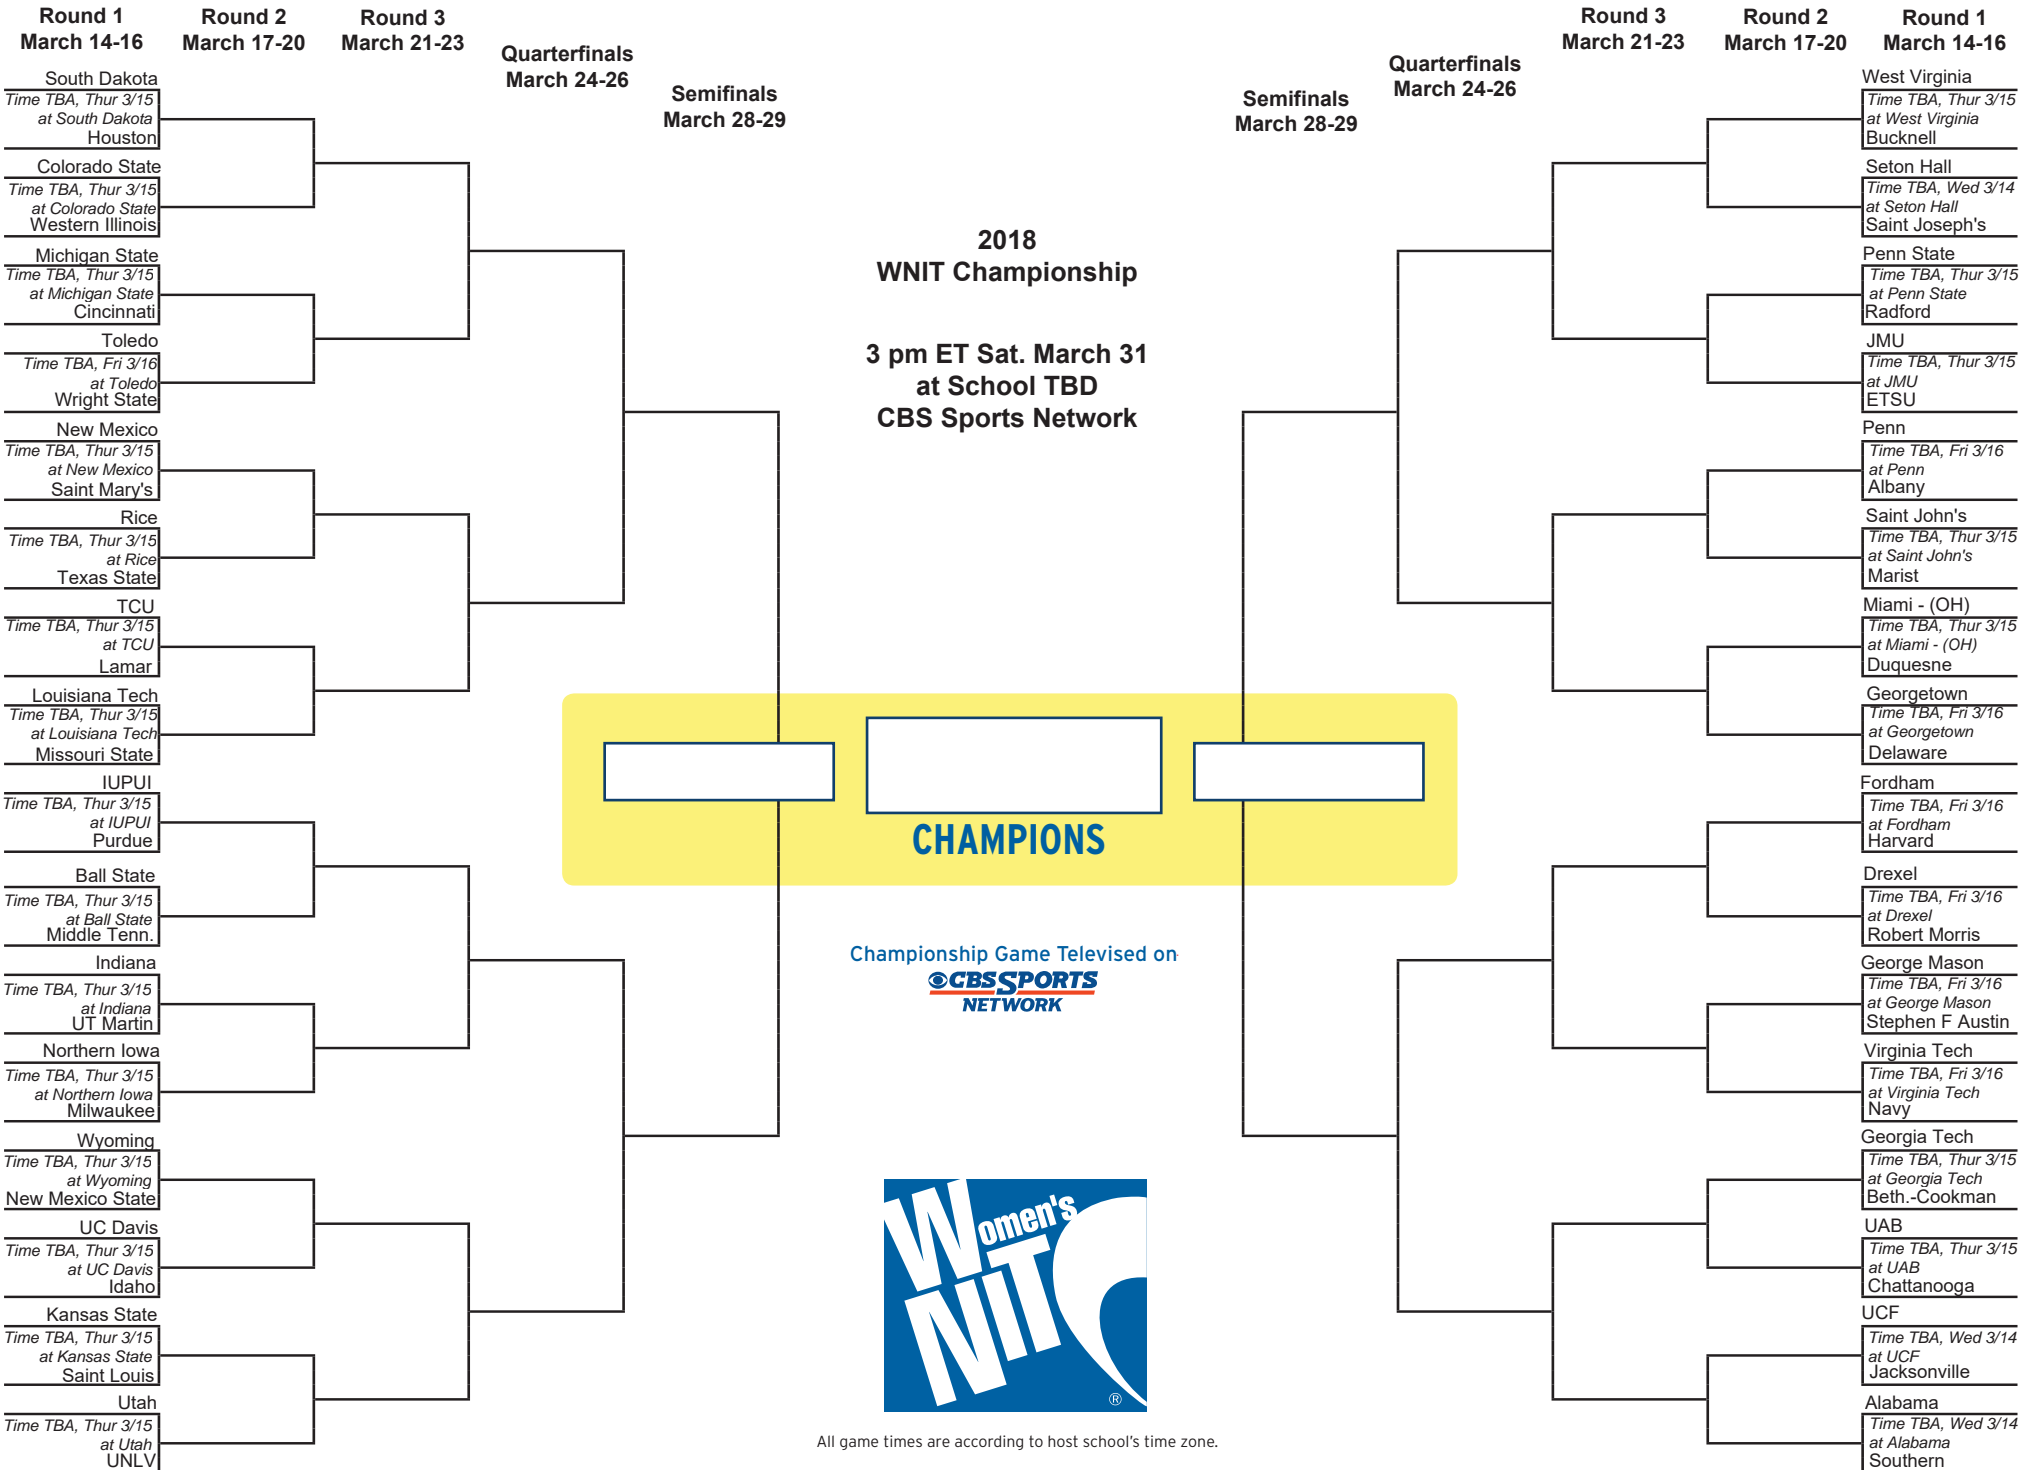 Round 1
March 14-16
Round 2
March 17-20
Round 3
March 21-23
Quarterfinals
March 24-26
Semifinals
March 28-29
South Dakota
Time TBA, Thur 3/15
at South Dakota
Houston
Colorado State
Time TBA, Thur 3/15
at Colorado State
Western Illinois
Michigan State
Time TBA, Thur 3/15
at Michigan State
Cincinnati
Toledo
Time TBA, Fri 3/16
at Toledo
Wright State
New Mexico
Time TBA, Thur 3/15
at New Mexico
Saint Mary's
Rice
Time TBA, Thur 3/15
at Rice
Texas State
TCU
Time TBA, Thur 3/15
at TCU
Lamar
Louisiana Tech
Time TBA, Thur 3/15
at Louisiana Tech
Missouri State
IUPUI
Time TBA, Thur 3/15
at IUPUI
Purdue
Ball State
Time TBA, Thur 3/15
at Ball State
Middle Tenn.
Indiana
Time TBA, Thur 3/15
at Indiana
UT Martin
Northern Iowa
Time TBA, Thur 3/15
at Northern Iowa
Milwaukee
Wyoming
Time TBA, Thur 3/15
at Wyoming
New Mexico State
UC Davis
Time TBA, Thur 3/15
at UC Davis
Idaho
Kansas State
Time TBA, Thur 3/15
at Kansas State
Saint Louis
Utah
Time TBA, Thur 3/15
at Utah
UNLV
2018
WNIT Championship
3 pm ET Sat. March 31
at School TBD
CBS Sports Network
CHAMPIONS
Championship Game Televised on
CBS SPORTS
NETWORK
Women's
NIT
®
All game times are according to host school's time zone.
Semifinals
March 28-29
Quarterfinals
March 24-26
Round 3
March 21-23
Round 2
March 17-20
Round 1
March 14-16
West Virginia
Time TBA, Thur 3/15
at West Virginia
Bucknell
Seton Hall
Time TBA, Wed 3/14
at Seton Hall
Saint Joseph's
Penn State
Time TBA, Thur 3/15
at Penn State
Radford
JMU
Time TBA, Thur 3/15
at JMU
ETSU
Penn
Time TBA, Fri 3/16
at Penn
Albany
Saint John's
Time TBA, Thur 3/15
at Saint John's
Marist
Miami - (OH)
Time TBA, Thur 3/15
at Miami - (OH)
Duquesne
Georgetown
Time TBA, Fri 3/16
at Georgetown
Delaware
Fordham
Time TBA, Fri 3/16
at Fordham
Harvard
Drexel
Time TBA, Fri 3/16
at Drexel
Robert Morris
George Mason
Time TBA, Fri 3/16
at George Mason
Stephen F Austin
Virginia Tech
Time TBA, Fri 3/16
at Virginia Tech
Navy
Georgia Tech
Time TBA, Thur 3/15
at Georgia Tech
Beth.-Cookman
UAB
Time TBA, Thur 3/15
at UAB
Chattanooga
UCF
Time TBA, Wed 3/14
at UCF
Jacksonville
Alabama
Time TBA, Wed 3/14
at Alabama
Southern